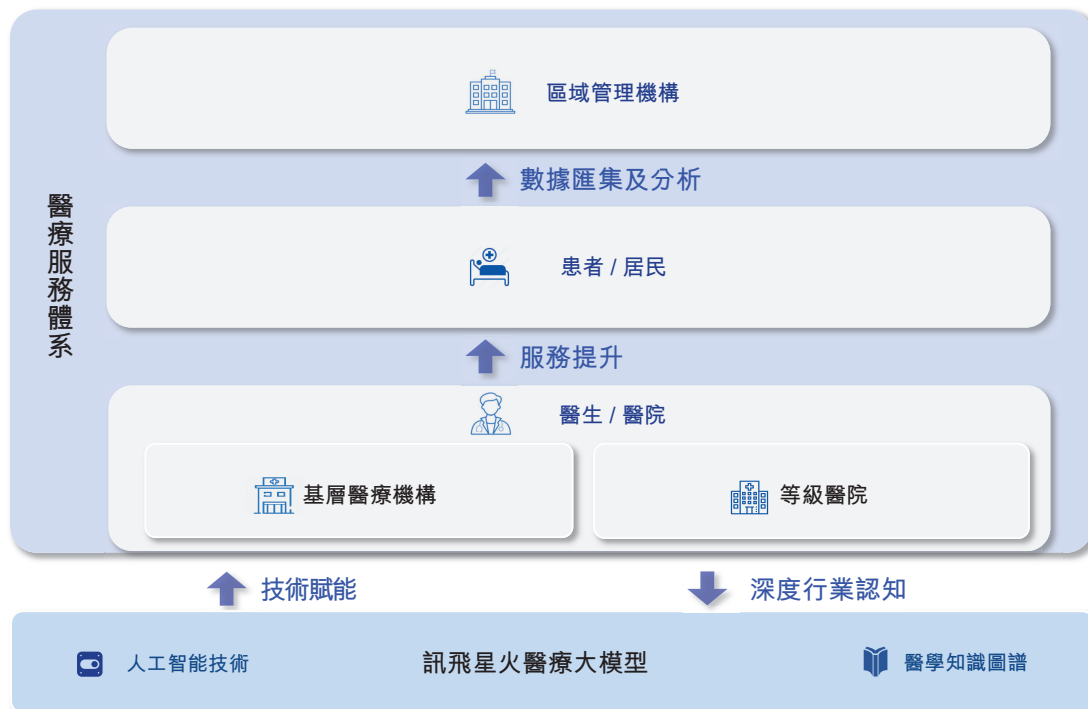 醫療服務體系
區域管理機構
數據匯集及分析
患者 / 居民
服務提升
醫生 / 醫院
基層醫療機構
等級醫院
技術賦能
深度行業認知
人工智能技術
訊飛星火醫療大模型
醫學知識圖譜